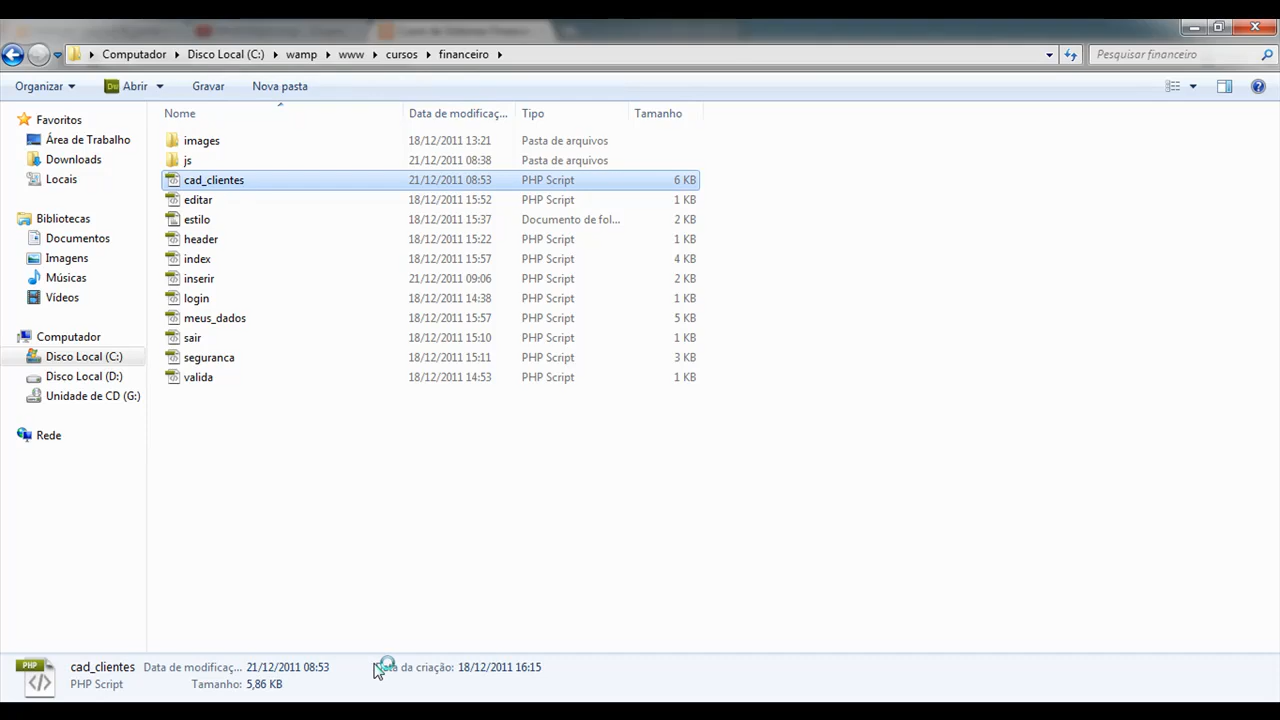 Computador Disco Local (C:) wamp www cursos financeiro Pesquisar financeiro
Organizar Abrir Gravar Nova pasta
Nome Data de modificaç... Tipo Tamanho
Favoritos
Área de Trabalho
Downloads
Locais
Bibliotecas
Documentos
Imagens
Músicas
Vídeos
Computador
Disco Local (C:)
Disco Local (D:)
Unidade de CD (G:)
Rede
images 18/12/2011 13:21 Pasta de arquivos
js 21/12/2011 08:38 Pasta de arquivos
cad_clientes 21/12/2011 08:53 PHP Script 6 KB
editar 18/12/2011 15:52 PHP Script 1 KB
estilo 18/12/2011 15:37 Documento de fol... 2 KB
header 18/12/2011 15:22 PHP Script 1 KB
index 18/12/2011 15:57 PHP Script 4 KB
inserir 21/12/2011 09:06 PHP Script 2 KB
login 18/12/2011 14:38 PHP Script 1 KB
meus_dados 18/12/2011 15:57 PHP Script 5 KB
sair 18/12/2011 15:10 PHP Script 1 KB
seguranca 18/12/2011 15:11 PHP Script 3 KB
valida 18/12/2011 14:53 PHP Script 1 KB
cad_clientes Data de modificaç... 21/12/2011 08:53 da criação: 18/12/2011 16:15
PHP Script Tamanho: 5,86 KB
PHP